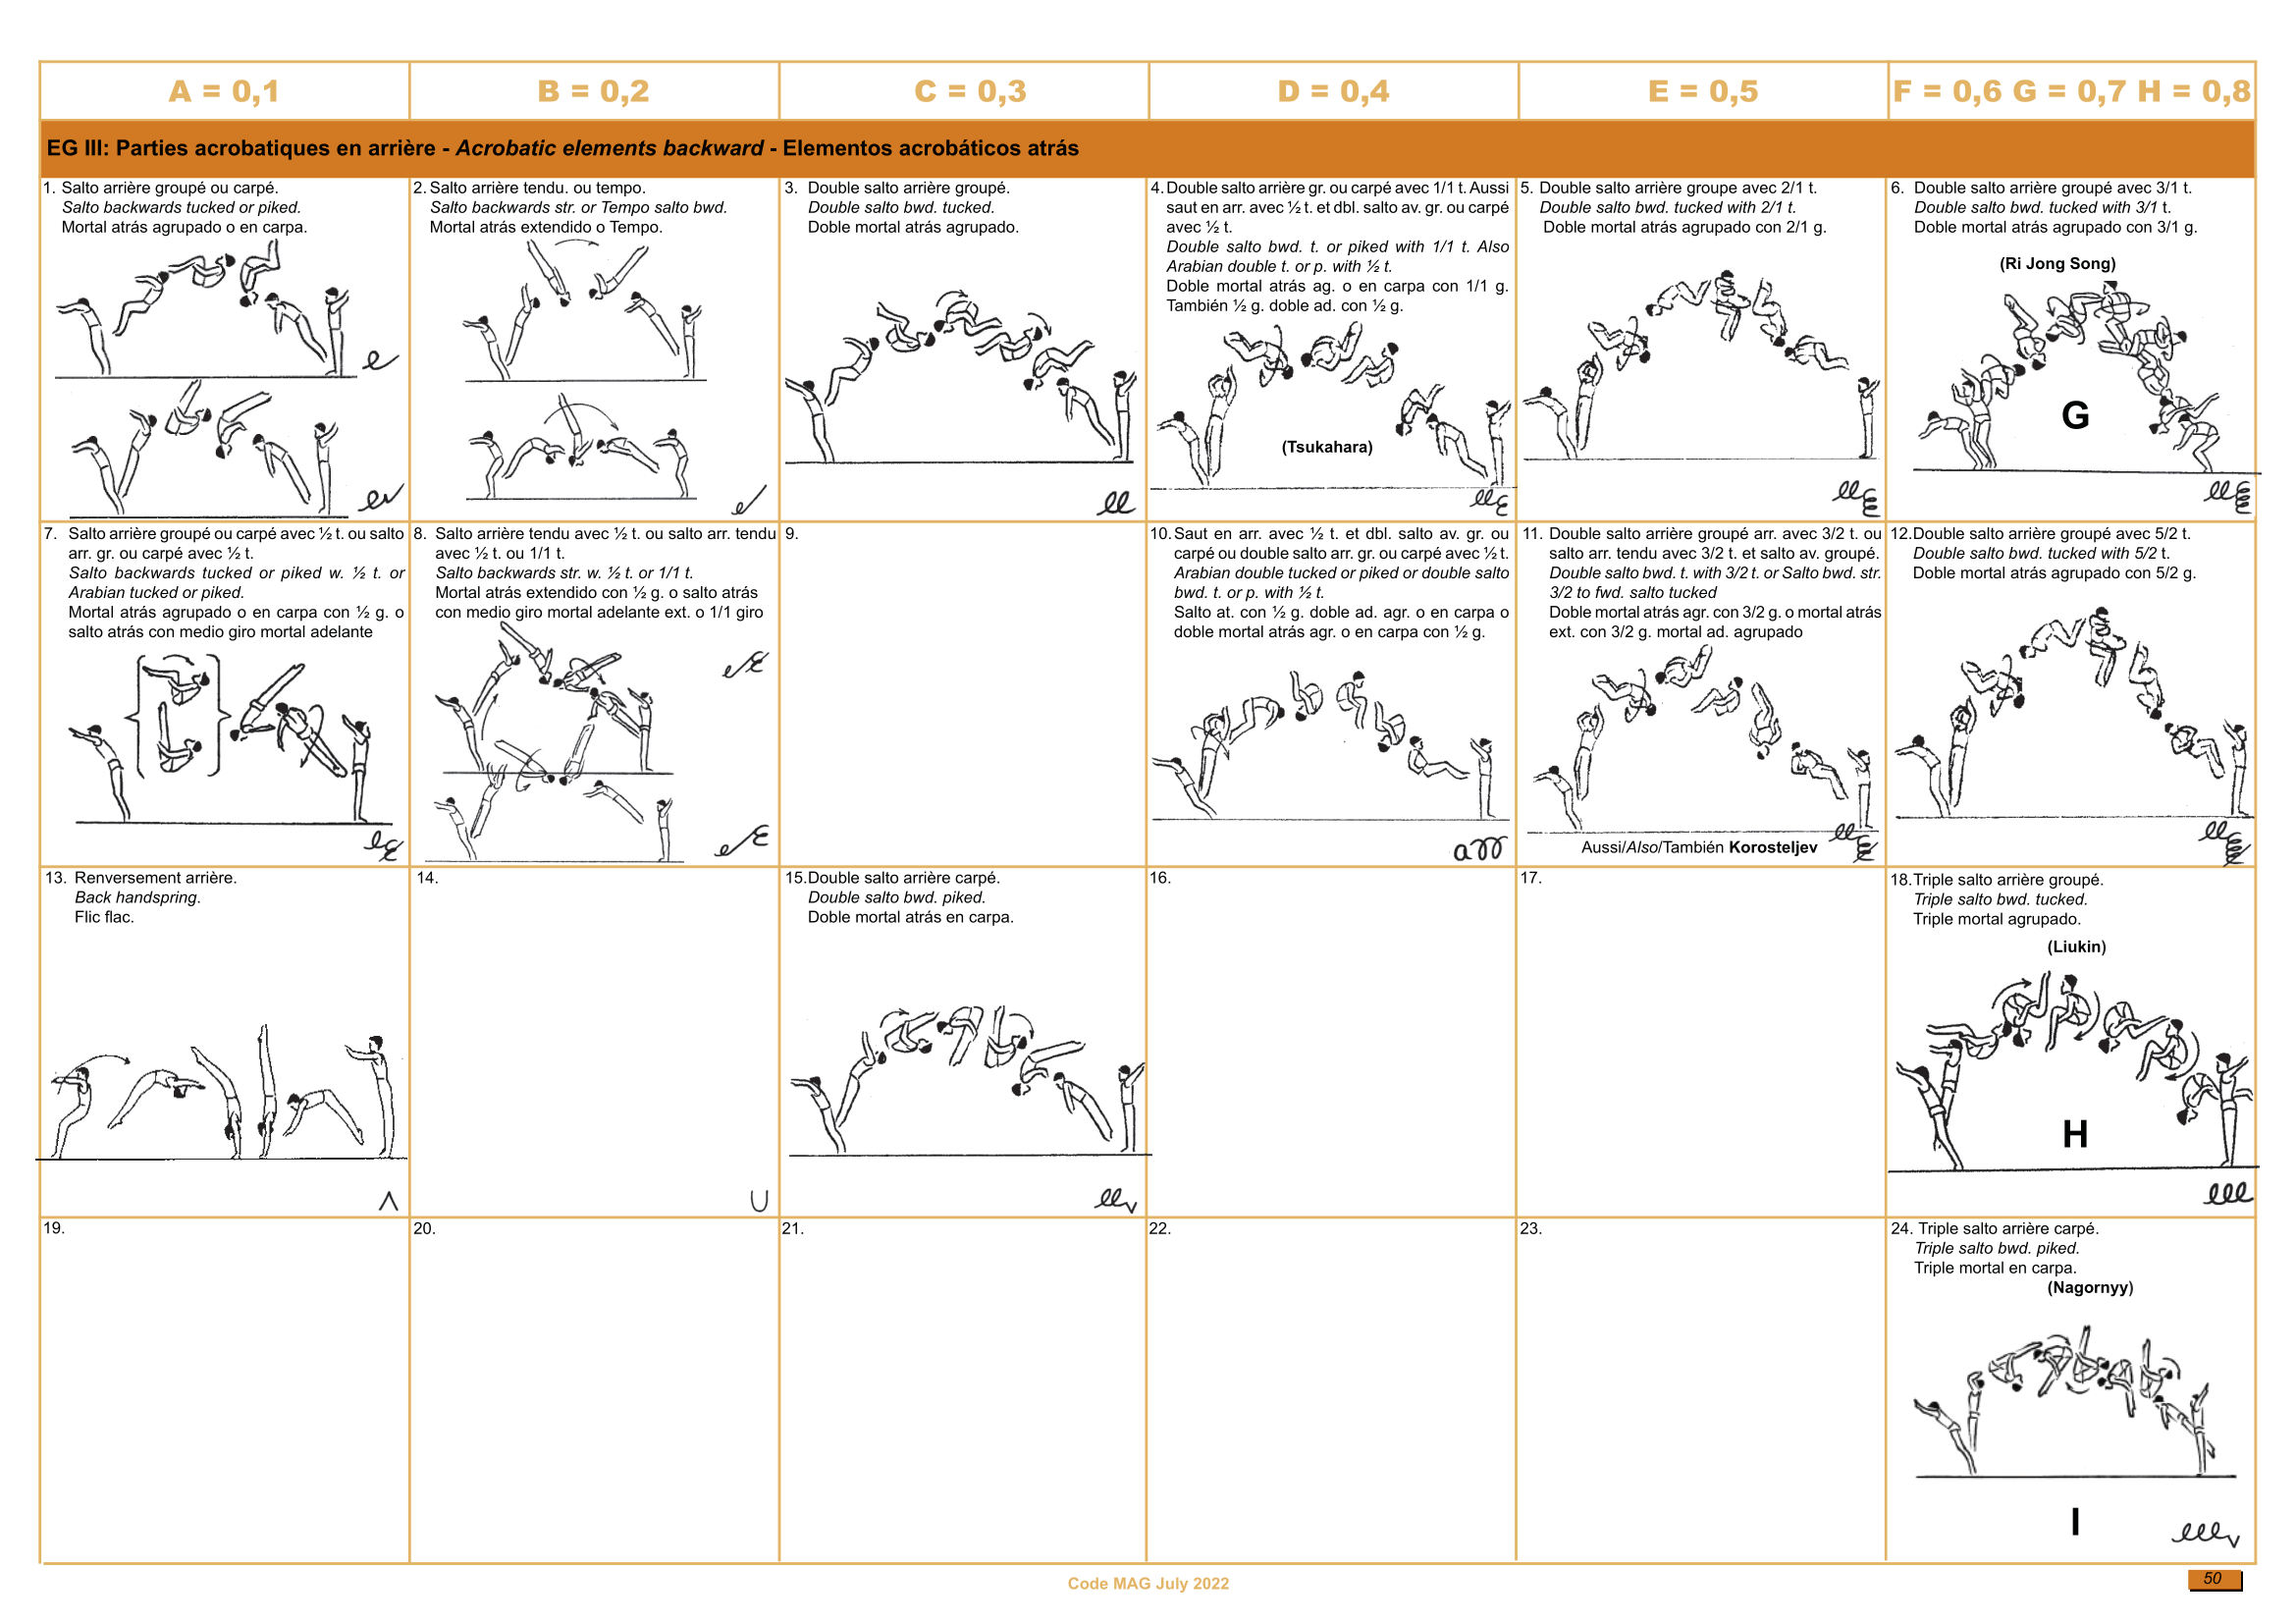 A = 0,1
B = 0,2
C = 0,3
D = 0,4
E = 0,5
F = 0,6 G = 0,7 H = 0,8
EG III: Parties acrobatiques en arrière - Acrobatic elements backward - Elementos acrobáticos atrás
1. Salto arrière groupé ou carpé.
Salto backwards tucked or piked.
Mortal atrás agrupado o en carpa.
2. Salto arrière tendu. ou tempo.
Salto backwards str. or Tempo salto bwd.
Mortal atrás extendido o Tempo.
3. Double salto arrière groupé.
Double salto bwd. tucked.
Doble mortal atrás agrupado.
4. Double salto arrière gr. ou carpé avec 1/1 t. Aussi
saut en arr. avec ½ t. et dbl. salto av. gr. ou carpé
avec ½ t.
Double salto bwd. t. or piked with 1/1 t. Also
Arabian double t. or p. with ½ t.
Doble mortal atrás ag. o en carpa con 1/1 g.
También ½ g. doble ad. con ½ g.
(Tsukahara)
5. Double salto arrière groupe avec 2/1 t.
Double salto bwd. tucked with 2/1 t.
Doble mortal atrás agrupado con 2/1 g.
6. Double salto arrière groupé avec 3/1 t.
Double salto bwd. tucked with 3/1 t.
Doble mortal atrás agrupado con 3/1 g.
(Ri Jong Song)
G
7. Salto arrière groupé ou carpé avec ½ t. ou salto
arr. gr. ou carpé avec ½ t.
Salto backwards tucked or piked w. ½ t. or
Arabian tucked or piked.
Mortal atrás agrupado o en carpa con ½ g. o
salto atrás con medio giro mortal adelante
8. Salto arrière tendu avec ½ t. ou salto arr. tendu
avec ½ t. ou 1/1 t.
Salto backwards str. w. ½ t. or 1/1 t.
Mortal atrás extendido con ½ g. o salto atrás
con medio giro mortal adelante ext. o 1/1 giro
9.
10. Saut en arr. avec ½ t. et dbl. salto av. gr. ou
carpé ou double salto arr. gr. ou carpé avec ½ t.
Arabian double tucked or piked or double salto
bwd. t. or p. with ½ t.
Salto at. con ½ g. doble ad. agr. o en carpa o
doble mortal atrás agr. o en carpa con ½ g.
11. Double salto arrière groupé arr. avec 3/2 t. ou
salto arr. tendu avec 3/2 t. et salto av. groupé.
Double salto bwd. t. with 3/2 t. or Salto bwd. str.
3/2 to fwd. salto tucked
Doble mortal atrás agr. con 3/2 g. o mortal atrás
ext. con 3/2 g. mortal ad. agrupado
Aussi/Also/También Korosteljev
12. Double salto arrière groupé avec 5/2 t.
Double salto bwd. tucked with 5/2 t.
Doble mortal atrás agrupado con 5/2 g.
13. Renversement arrière.
Back handspring.
Flic flac.
14.
15. Double salto arrière carpé.
Double salto bwd. piked.
Doble mortal atrás en carpa.
16.
17.
18. Triple salto arrière groupé.
Triple salto bwd. tucked.
Triple mortal agrupado.
(Liukin)
H
19.
20.
21.
22.
23.
24. Triple salto arrière carpé.
Triple salto bwd. piked.
Triple mortal en carpa.
(Nagornyy)
I
Code MAG July 2022
50